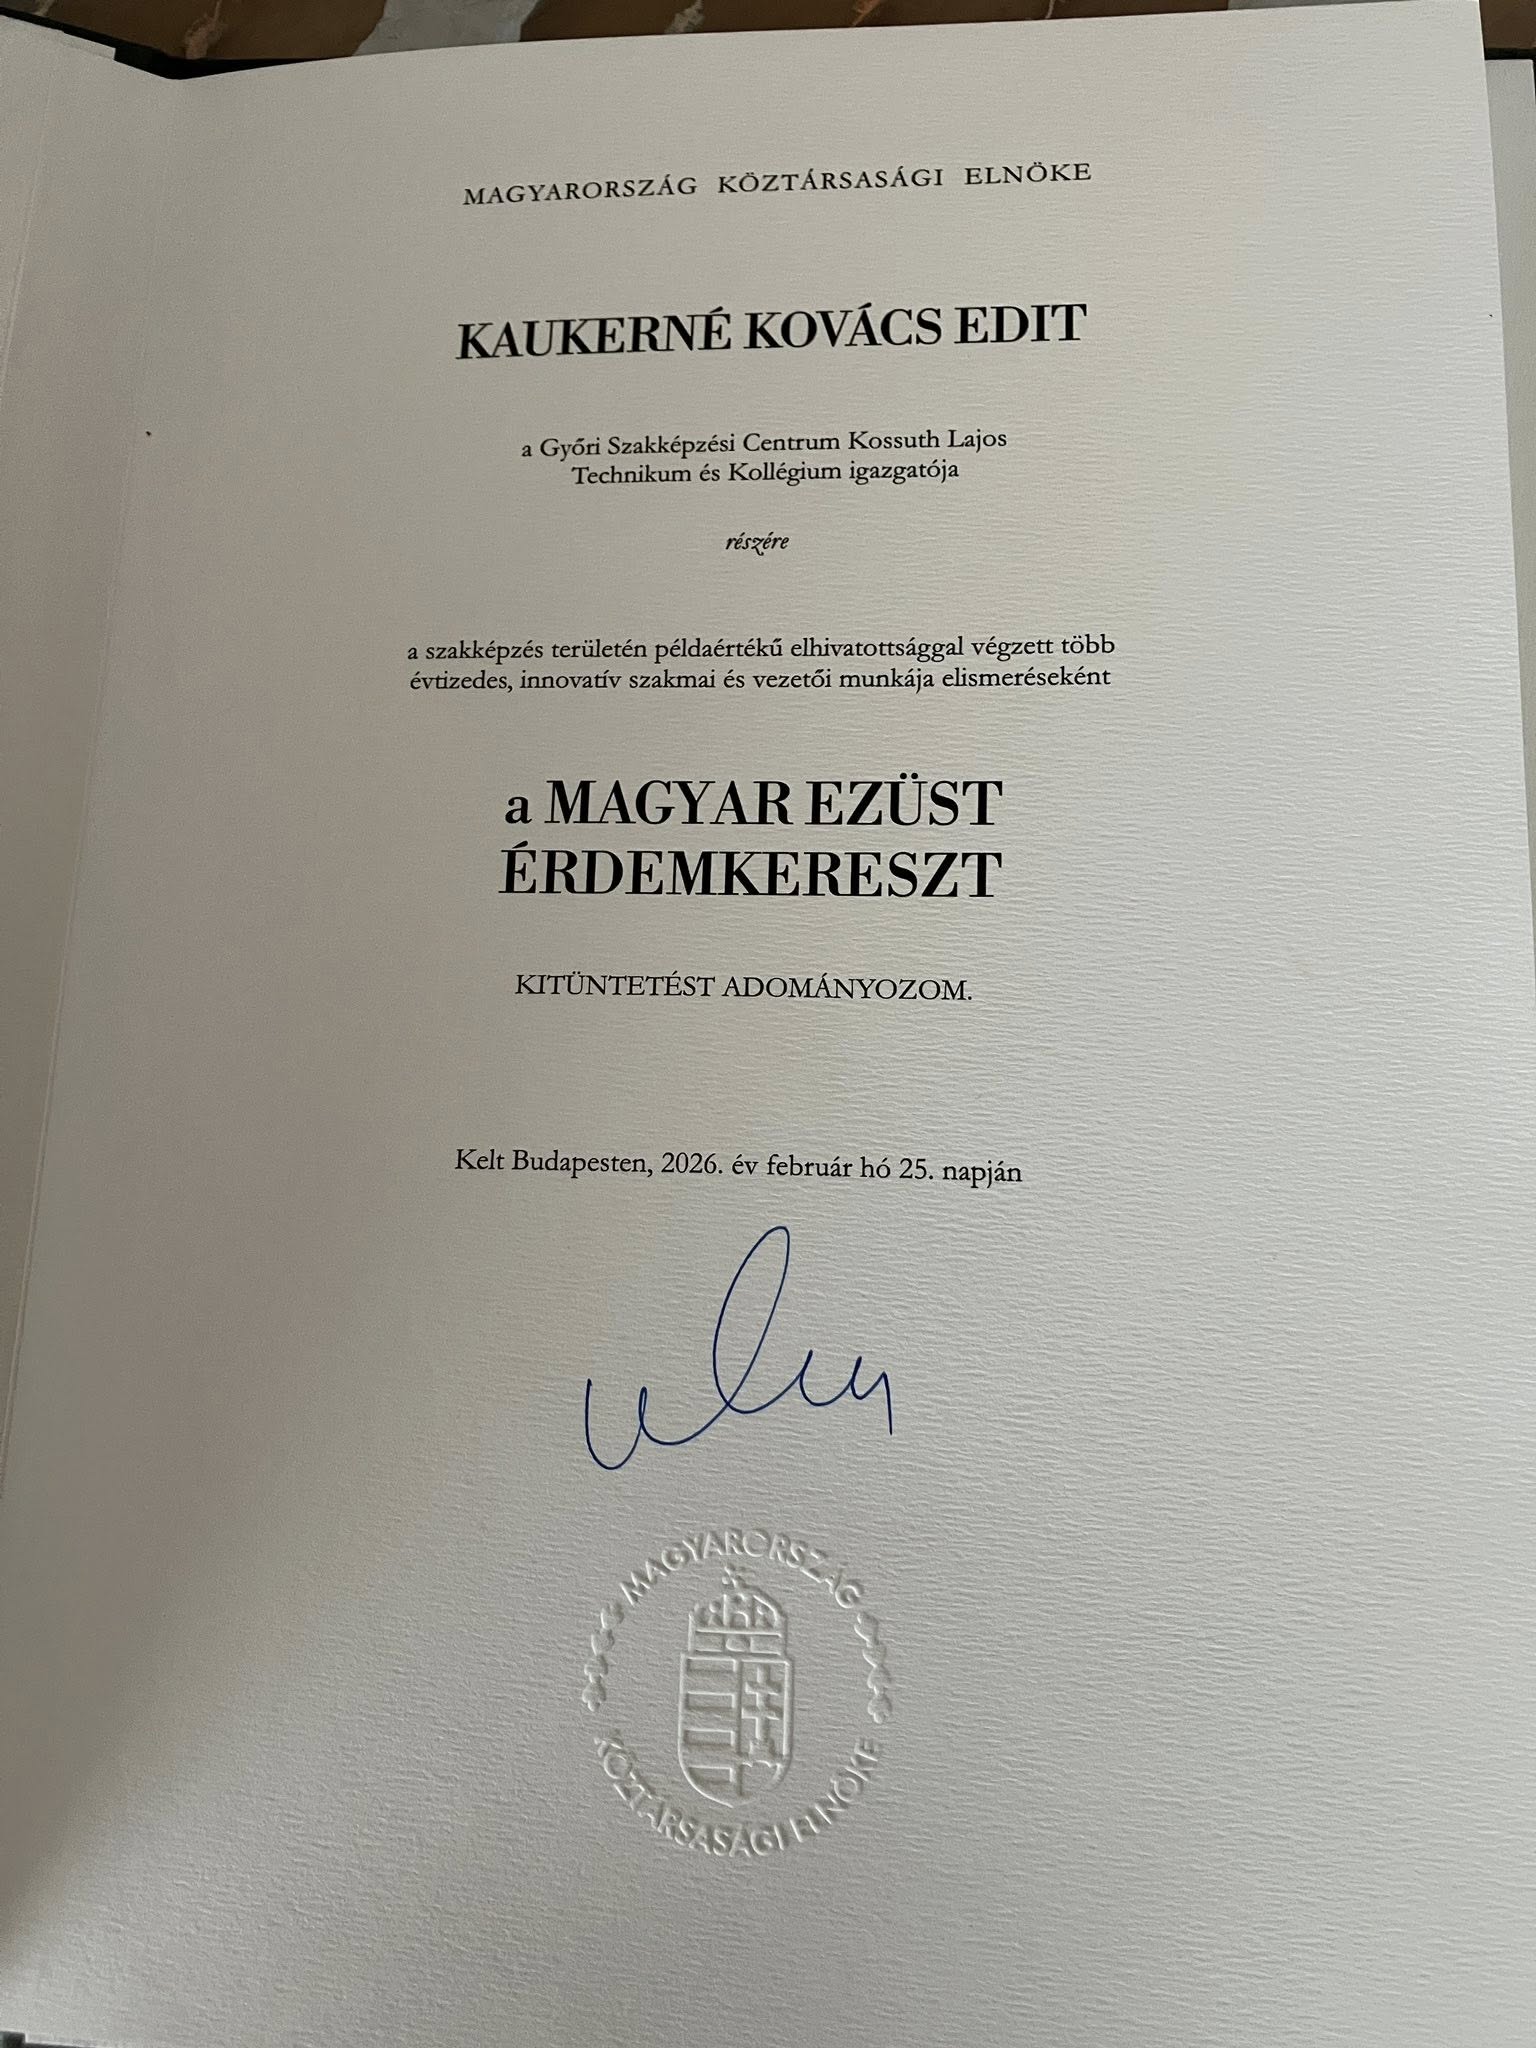 MAGYARORSZÁG KÖZTÁRSASÁGI ELNÖKE
KAUKERNÉ KOVÁCS EDIT
a Győri Szakképzési Centrum Kossuth Lajos
Technikum és Kollégium igazgatója
részére
a szakképzés területén példaértékű elhivatottsággal végzett több
évtizedes, innovatív szakmai és vezetői munkája elismeréseként
a MAGYAR EZÜST
ÉRDEMKERESZT
KITÜNTETÉST ADOMÁNYOZOM.
Kelt Budapesten, 2026. év február hó 25. napján
MAGYARORSZÁG
KÖZTÁRSASÁGI ELNÖKE